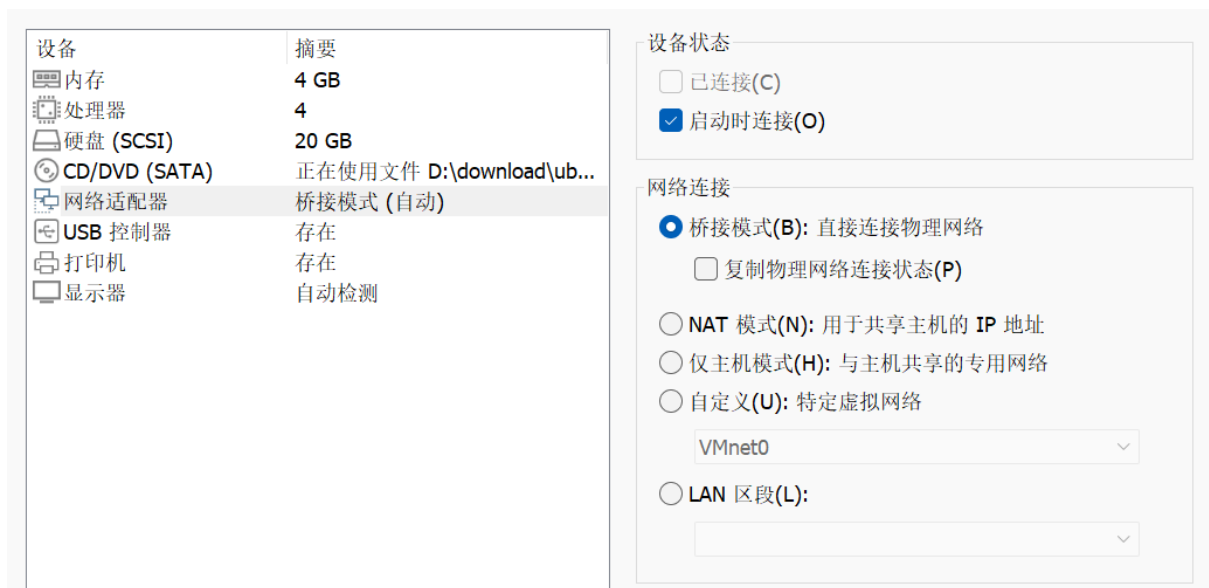 设备 摘要
内存 4 GB
处理器 4
硬盘 (SCSI) 20 GB
CD/DVD (SATA) 正在使用文件 D:\download\ub...
网络适配器 桥接模式 (自动)
USB 控制器 存在
打印机 存在
显示器 自动检测
设备状态
已连接(C)
启动时连接(O)
网络连接
桥接模式(B): 直接连接物理网络
复制物理网络连接状态(P)
NAT 模式(N): 用于共享主机的 IP 地址
仅主机模式(H): 与主机共享的专用网络
自定义(U): 特定虚拟网络
VMnet0
LAN 区段(L):